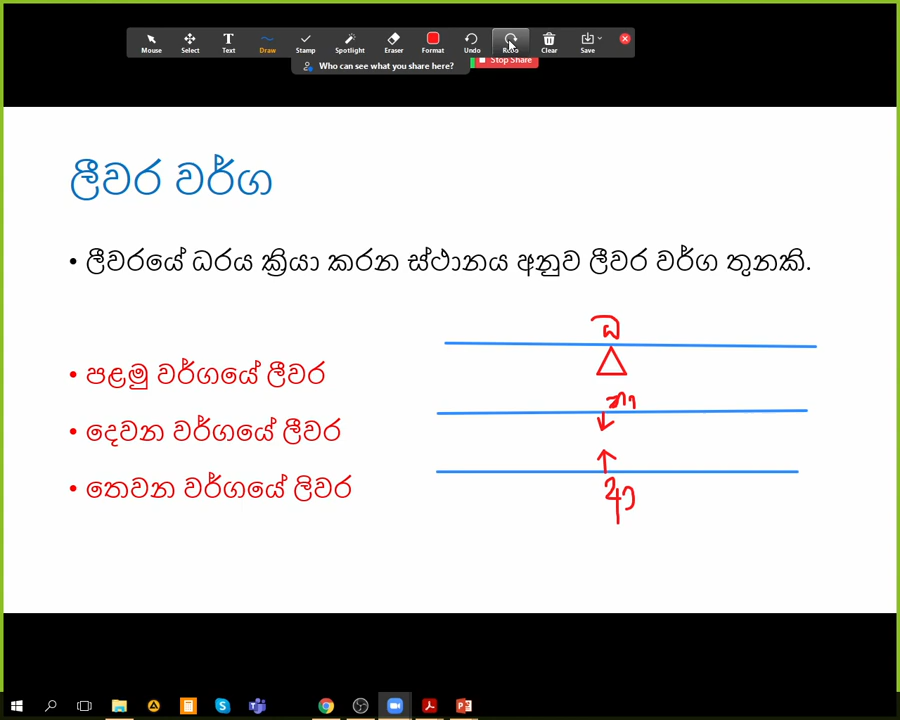 Mouse Select Text Draw Stamp Spotlight Eraser Format Undo Redo Clear Save
Who can see what you share here? Stop Share
ලීවර වර්ග
• ලීවරයේ ධරය ක්‍රියා කරන ස්ථානය අනුව ලීවර වර්ග තුනකි.
ධ
• පළමු වර්ගයේ ලීවර
භා
• දෙවන වර්ගයේ ලීවර
• තෙවන වර්ගයේ ලිවර
ආ